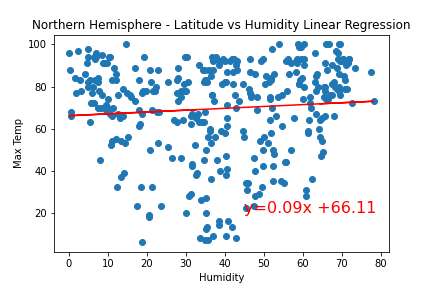 Northern Hemisphere - Latitude vs Humidity Linear Regression
100
80
60
40
20
Max Temp
y=0.09x +66.11
0 10 20 30 40 50 60 70 80
Humidity